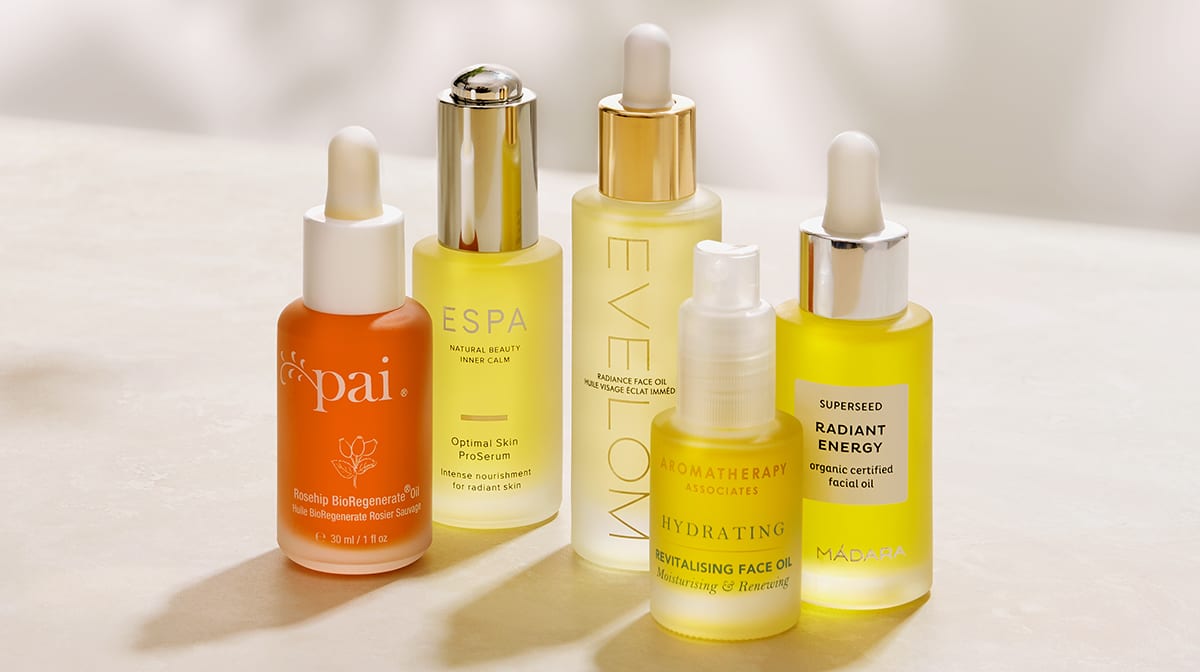 pai®
Rosehip BioRegenerate® Oil
Huile BioRegenerate Rosier Sauvage
℮ 30 ml / 1 fl oz
ESPA
NATURAL BEAUTY
INNER CALM
Optimal Skin
ProSerum
Intense nourishment
for radiant skin
EVE LOM
RADIANCE FACE OIL
HUILE VISAGE ÉCLAT IMMÉD
AROMATHERAPY
ASSOCIATES
HYDRATING
REVITALISING FACE OIL
Moisturising & Renewing
SUPERSEED
RADIANT
ENERGY
organic certified
facial oil
MÁDARA